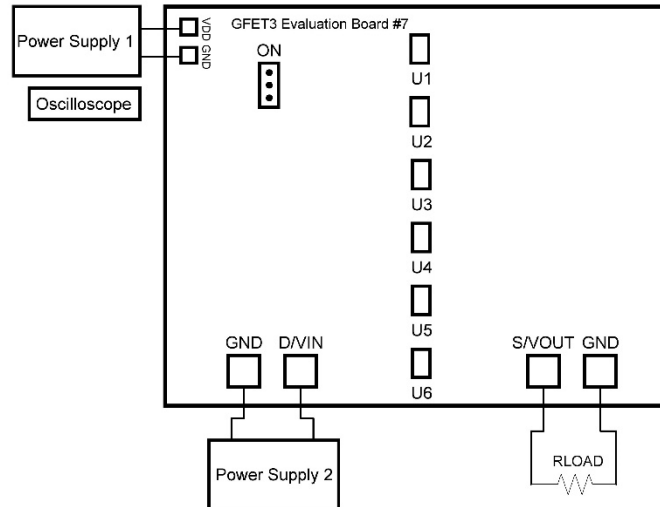 GFET3 Evaluation Board #7
Power Supply 1
VDD
GND
ON
Oscilloscope
U1
U2
U3
U4
U5
U6
GND D/VIN
S/VOUT GND
Power Supply 2
RLOAD